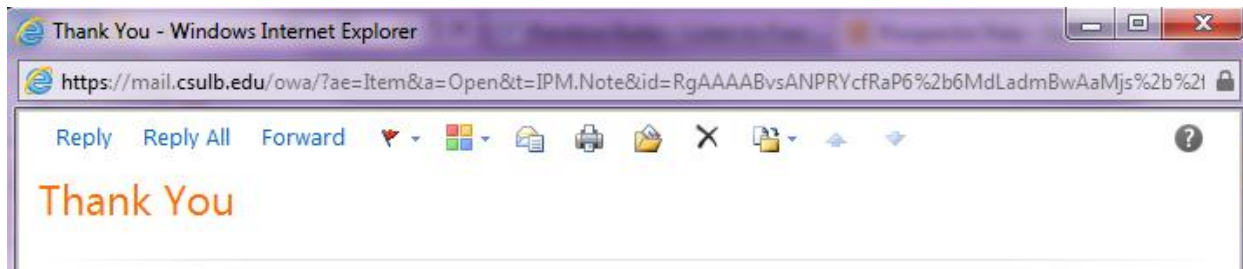 Thank You - Windows Internet Explorer
https://mail.csulb.edu/owa/?ae=Item&a=Open&t=IPM.Note&id=RgAAAABvsANPRYcfRaP6%2b6MdLadmBwAaMjs%2b%2f
Reply Reply All Forward
Thank You